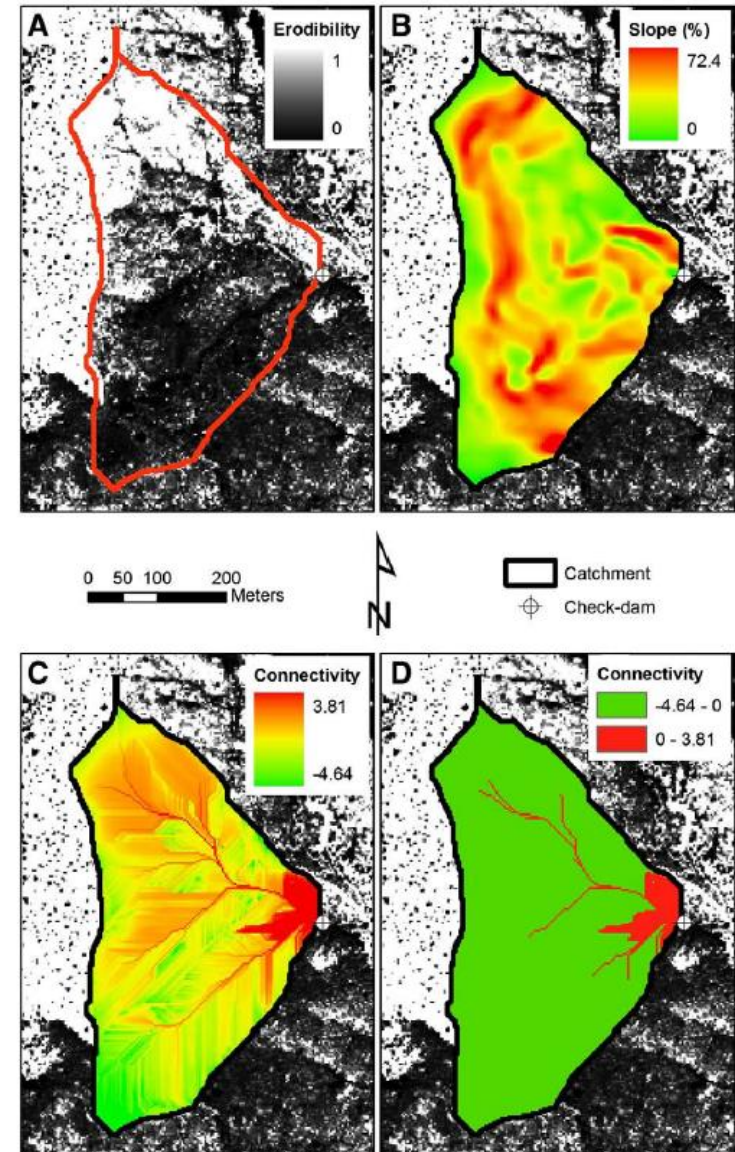 A
Erodibility
1
0
B
Slope (%)
72.4
0
0 50 100 200
Meters
N
Catchment
Check-dam
C
Connectivity
3.81
-4.64
D
Connectivity
-4.64 - 0
0 - 3.81